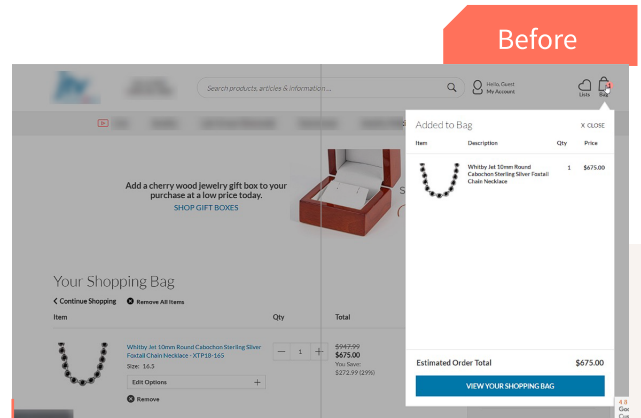 Before
Search products, articles & information....
Hello, Guest
My Account
Lists
Bag
Added to Bag
X CLOSE
Item Description Qty Price
Whitby Jet 10mm Round
Cabochon Sterling Silver Foxtail
Chain Necklace
1 $675.00
Estimated Order Total $675.00
VIEW YOUR SHOPPING BAG
Add a cherry wood jewelry gift box to your
purchase at a low price today.
SHOP GIFT BOXES
S
Your Shopping Bag
Continue Shopping Remove All Items
Item Qty Total
Whitby Jet 10mm Round Cabochon Sterling Silver
Foxtail Chain Necklace - XTP18-165
Size: 16.5
Edit Options +
Remove
— 1 +
$947.99
$675.00
You Save:
$272.99 (29%)
4.8
Goo
Cus